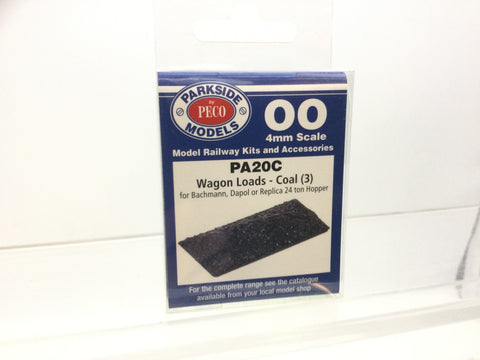 PARKSIDE
by
PECO
MODELS
OO
4mm Scale
Model Railway Kits and Accessories
PA20C
Wagon Loads - Coal (3)
for Bachmann, Dapol or Replica 24 ton Hopper
For the complete range see the catalogue
available from your local model shop